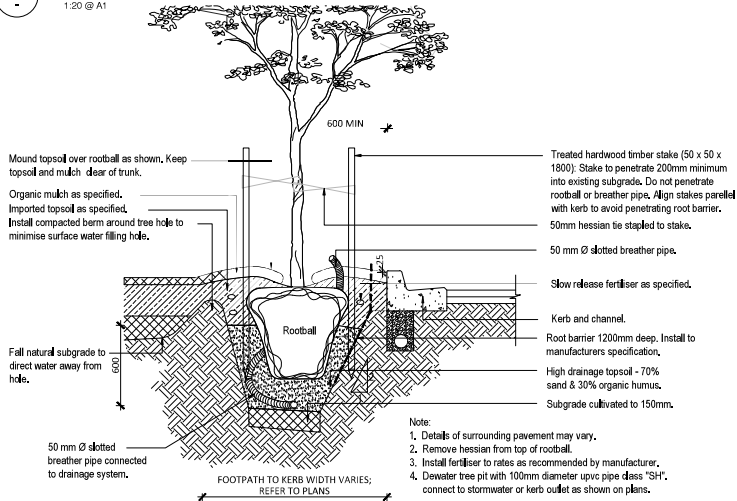 -
1:20 @ A1
600 MIN
Mound topsoil over rootball as shown. Keep
topsoil and mulch clear of trunk.
Organic mulch as specified.
Imported topsoil as specified.
Install compacted berm around tree hole to
minimise surface water filling hole.
Fall natural subgrade to
direct water away from
hole.
600
50 mm Ø slotted
breather pipe connected
to drainage system.
Rootball
25
FOOTPATH TO KERB WIDTH VARIES;
REFER TO PLANS
Treated hardwood timber stake (50 x 50 x
1800): Stake to penetrate 200mm minimum
into existing subgrade. Do not penetrate
rootball or breather pipe. Align stakes parellel
with kerb to avoid penetrating root barrier.
50mm hessian tie stapled to stake.
50 mm Ø slotted breather pipe.
Slow release fertiliser as specified.
Kerb and channel.
Root barrier 1200mm deep. Install to
manufacturers specification.
High drainage topsoil - 70%
sand & 30% organic humus.
Subgrade cultivated to 150mm.
Note:
1. Details of surrounding pavement may vary.
2. Remove hessian from top of rootball.
3. Install fertiliser to rates as recommended by manufacturer.
4. Dewater tree pit with 100mm diameter upvc pipe class "SH".
connect to stormwater or kerb outlet as shown on plans.